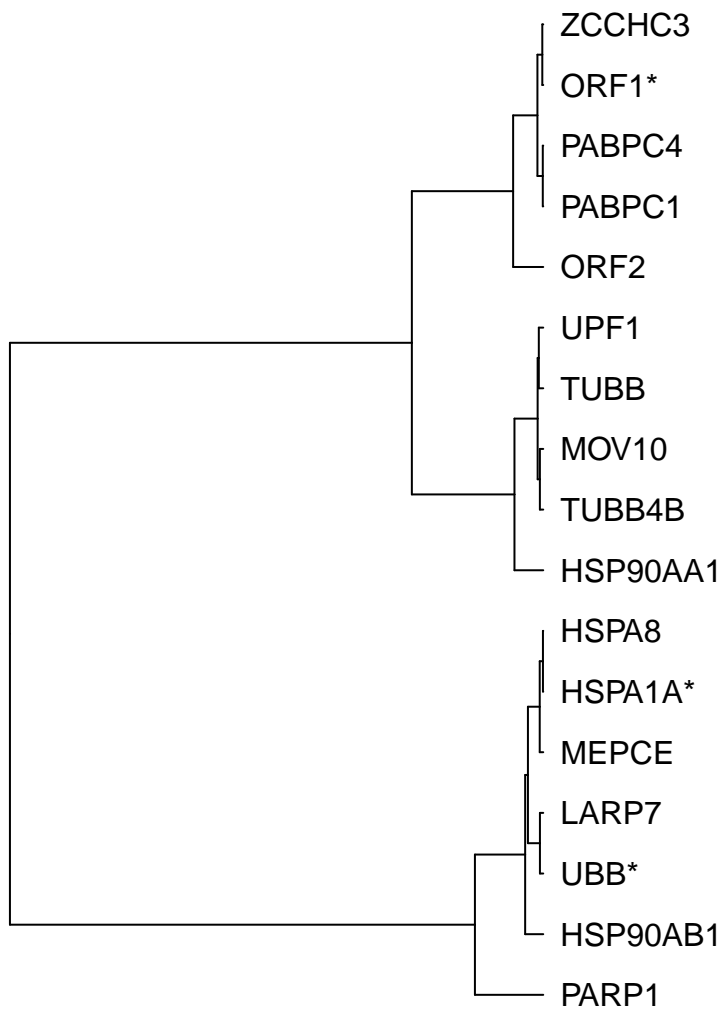 ZCCHC3
ORF1*
PABPC4
PABPC1
ORF2
UPF1
TUBB
MOV10
TUBB4B
HSP90AA1
HSPA8
HSPA1A*
MEPCE
LARP7
UBB*
HSP90AB1
PARP1